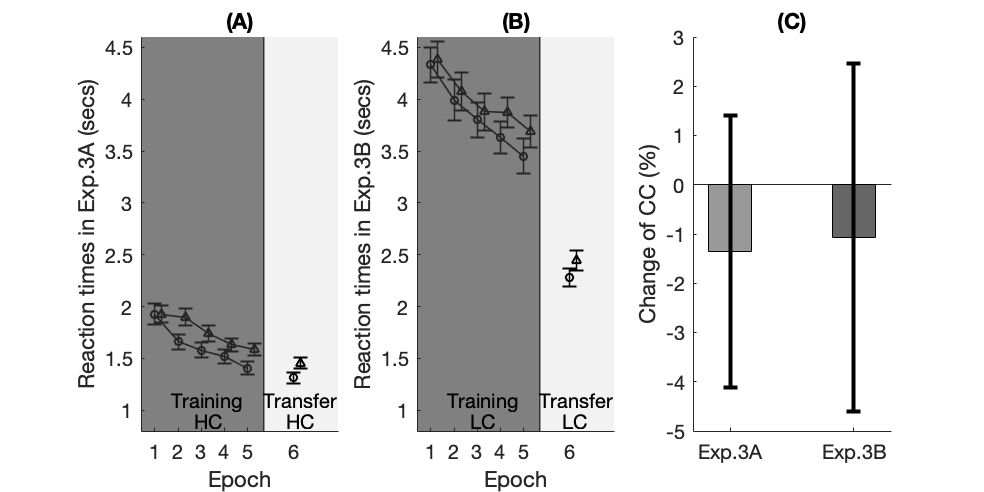 (A)
Reaction times in Exp.3A (secs)
4.5
4
3.5
3
2.5
2
1.5
1
Training
HC
Transfer
HC
1 2 3 4 5 6
Epoch
(B)
Reaction times in Exp.3B (secs)
4.5
4
3.5
3
2.5
2
1.5
1
Training
LC
Transfer
LC
1 2 3 4 5 6
Epoch
(C)
Change of CC (%)
3
2
1
0
-1
-2
-3
-4
-5
Exp.3A Exp.3B